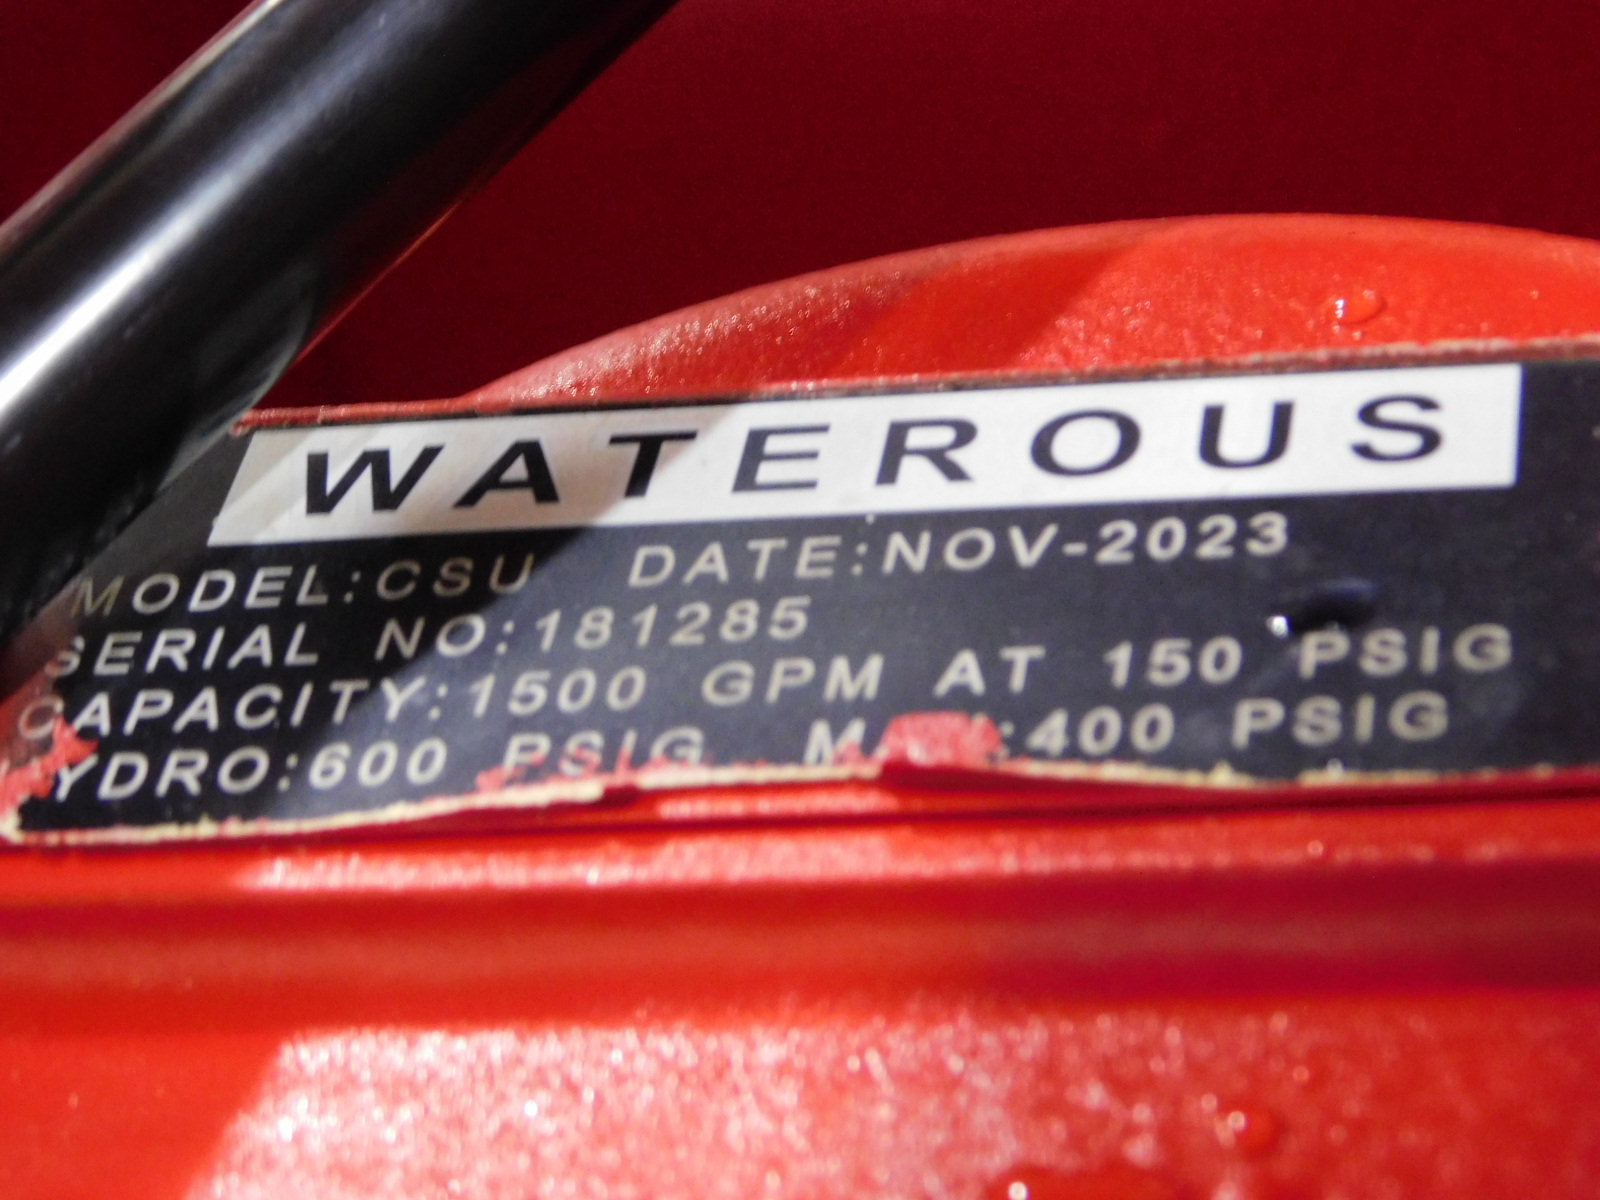 WATEROUS
MODEL:CSU DATE:NOV-2023
SERIAL NO:181285
CAPACITY:1500 GPM AT 150 PSIG
YDRO:600 PSIG :400 PSIG